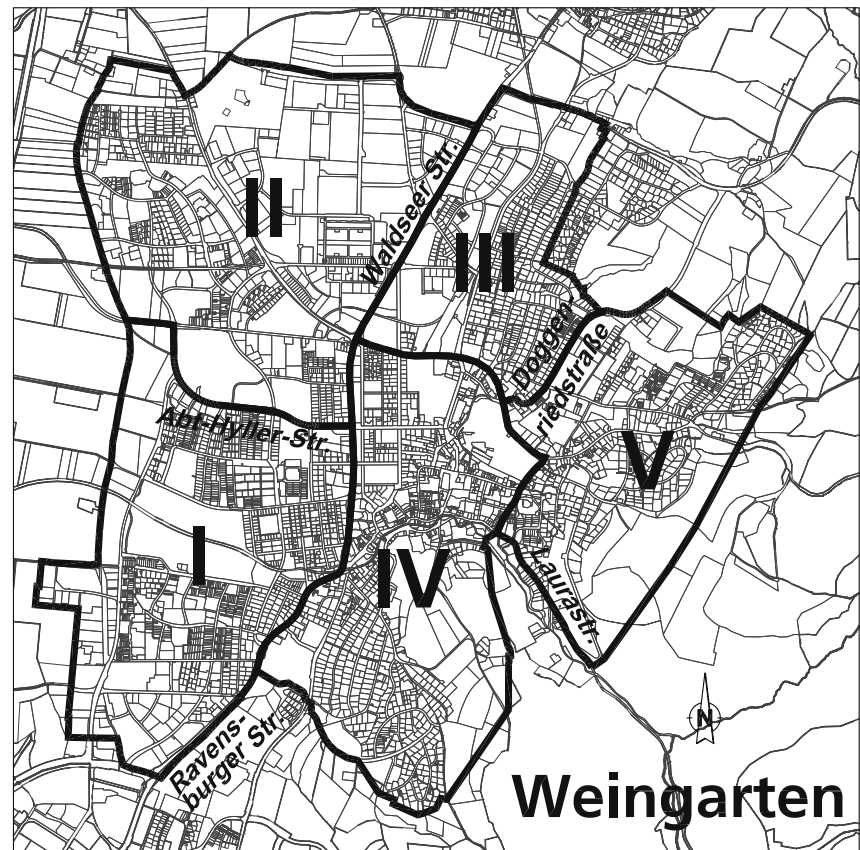 II
Waldseer Str.
III
Doggen-
riedstraße
Abt-Hyller-Str.
V
I
IV
Laurastr.
Ravens-
burger Str.
N
Weingarten